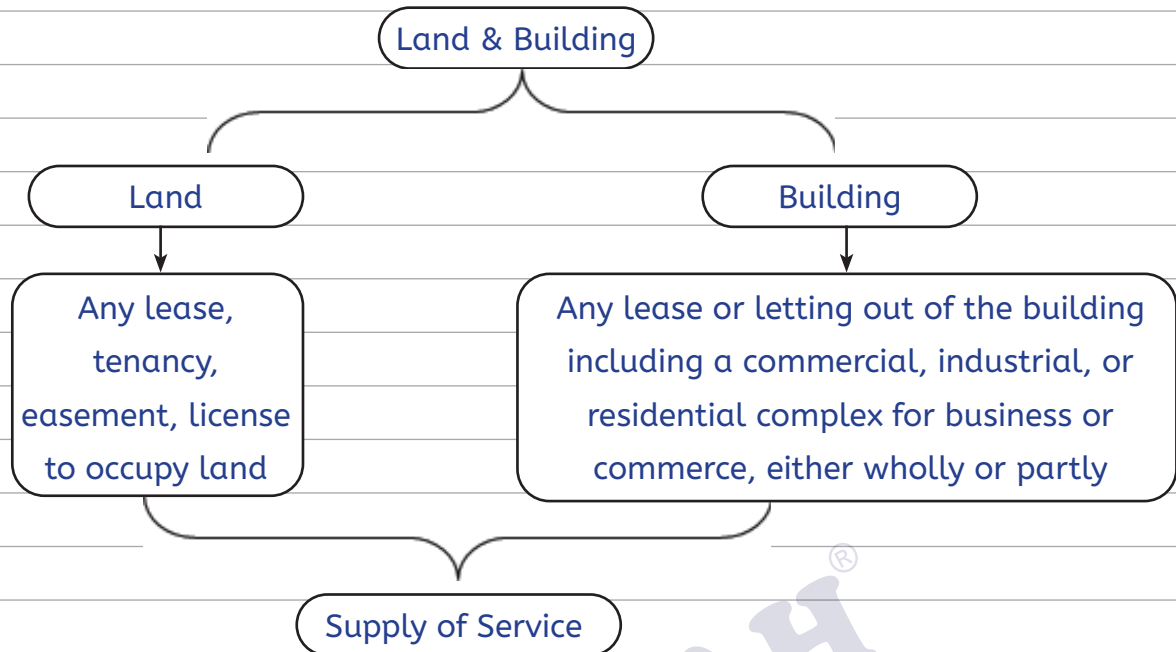 Land & Building
Land
Building
Any lease,
tenancy,
easement, license
to occupy land
Any lease or letting out of the building
including a commercial, industrial, or
residential complex for business or
commerce, either wholly or partly
Supply of Service
H
®